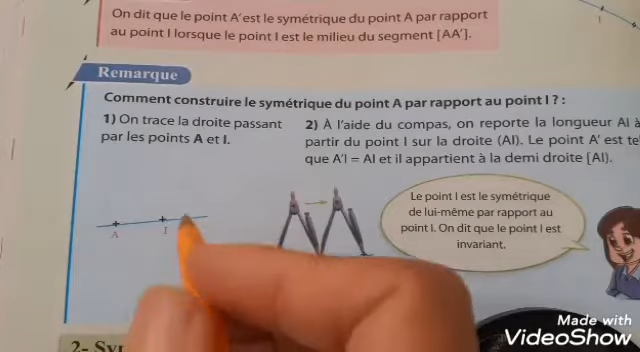 On dit que le point A' est le symétrique du point A par rapport
au point I lorsque le point I est le milieu du segment [AA'].
Remarque
Comment construire le symétrique du point A par rapport au point I ? :
1) On trace la droite passant
par les points A et I.
2) À l'aide du compas, on reporte la longueur AI à
partir du point I sur la droite (AI). Le point A' est te
que A'I = AI et il appartient à la demi droite [AI).
A
I
Le point I est le symétrique
de lui-même par rapport au
point I. On dit que le point I est
invariant.
2-
Made with
VideoShow